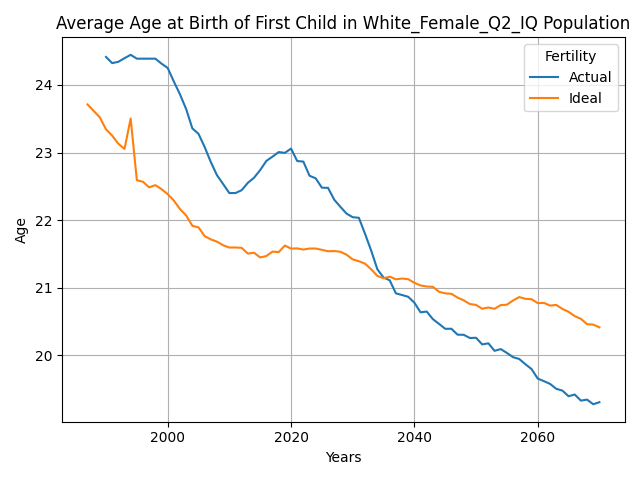 Average Age at Birth of First Child in White_Female_Q2_IQ Population
Fertility
Actual
Ideal
Age
24
23
22
21
20
2000 2020 2040 2060
Years